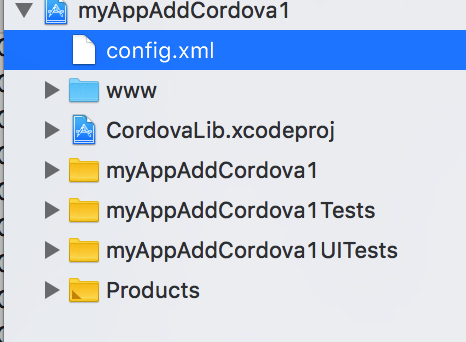 myAppAddCordova1
config.xml
www
CordovaLib.xcodeproj
myAppAddCordova1
myAppAddCordova1Tests
myAppAddCordova1UITests
Products